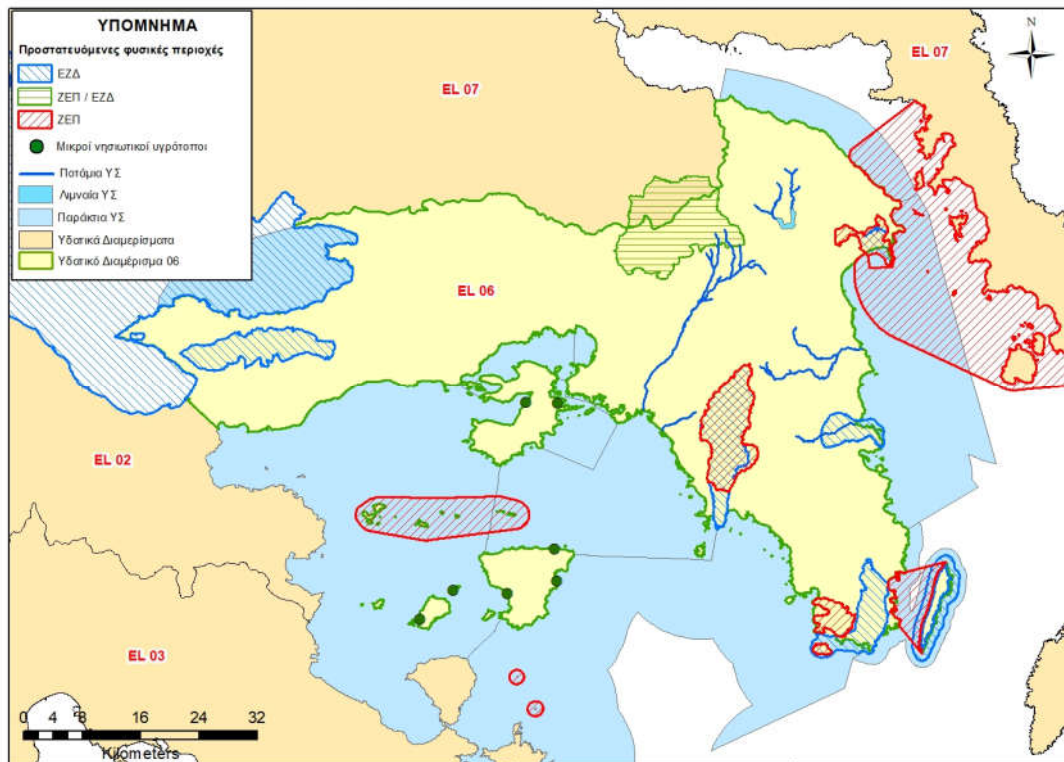 ΥΠΟΜΝΗΜΑ
Προστατευόμενες φυσικές περιοχές
ΕΖΔ
ΖΕΠ / ΕΖΔ
ΖΕΠ
Μικροί νησιωτικοί υγρότοποι
Ποτάμια ΥΣ
Λιμναία ΥΣ
Παράκτια ΥΣ
Υδατικά Διαμερίσματα
Υδατικό Διαμέρισμα 06
N
EL 07
EL 07
EL 06
EL 02
EL 03
0 4 8 16 24 32
Kilometers